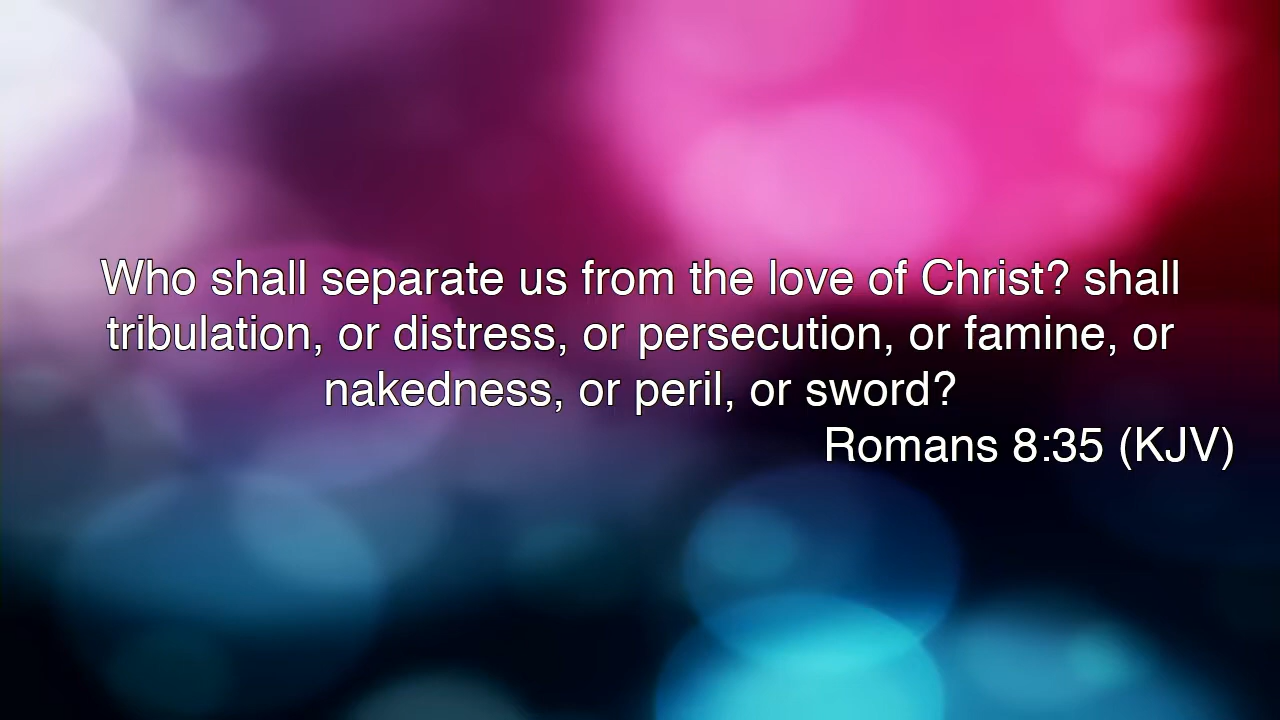 Who shall separate us from the love of Christ? shall
tribulation, or distress, or persecution, or famine, or
nakedness, or peril, or sword?
Romans 8:35 (KJV)